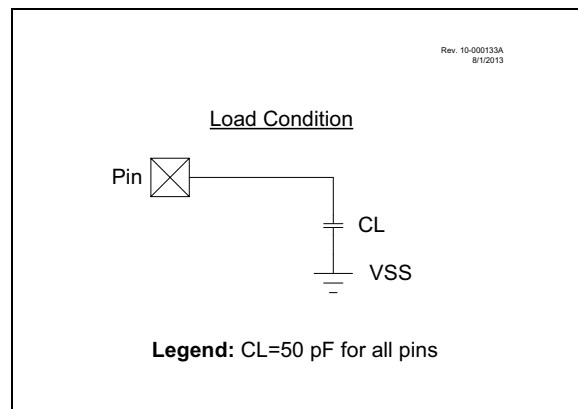 Rev. 10-000133A
8/1/2013
Load Condition
Pin
CL
VSS
Legend: CL=50 pF for all pins